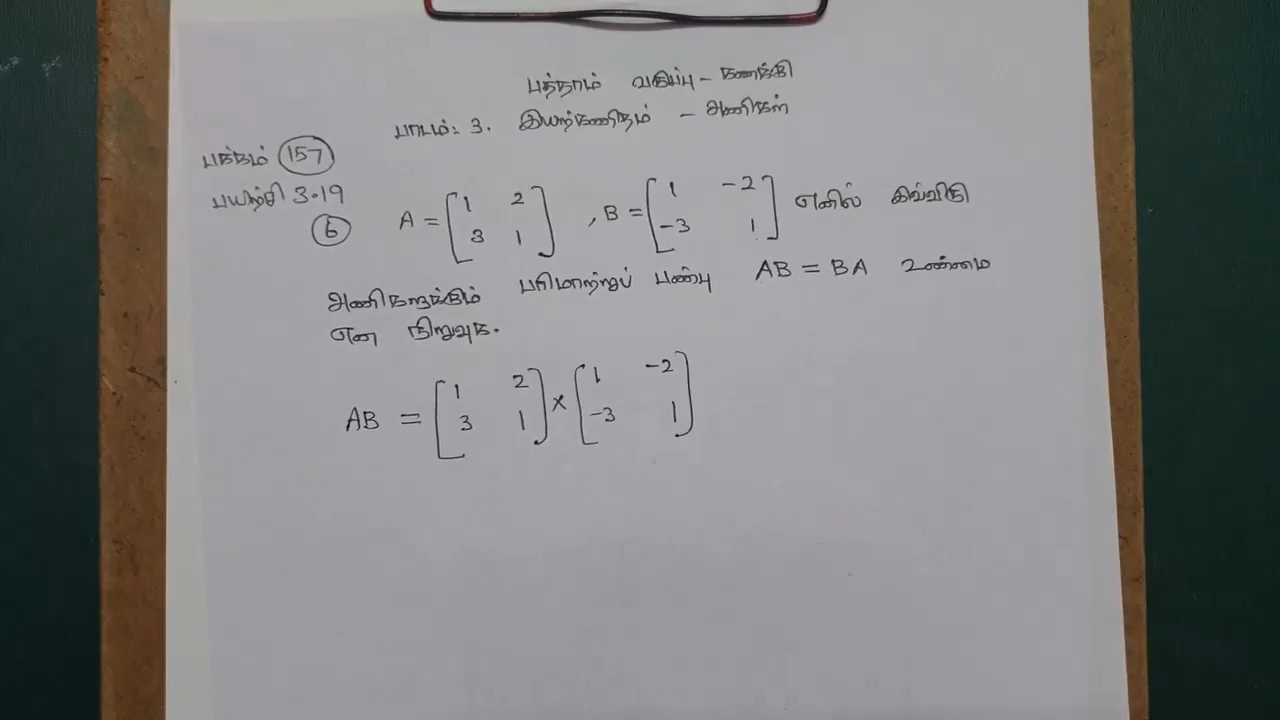 பத்தாம் வகுப்பு - கணக்கு
பாடம்: 3. இயற்கணிதம் - அணிகள்
பக்கம் 157
பயிற்சி 3.19
6 A = [1 2 3 1], B = [1 -2 -3 1] எனில் இவ்விரு
அணிகளுக்கும் பரிமாற்றுப் பண்பு AB = BA உண்மை
என நிறுவுக.
AB = [1 2 3 1] × [1 -2 -3 1]